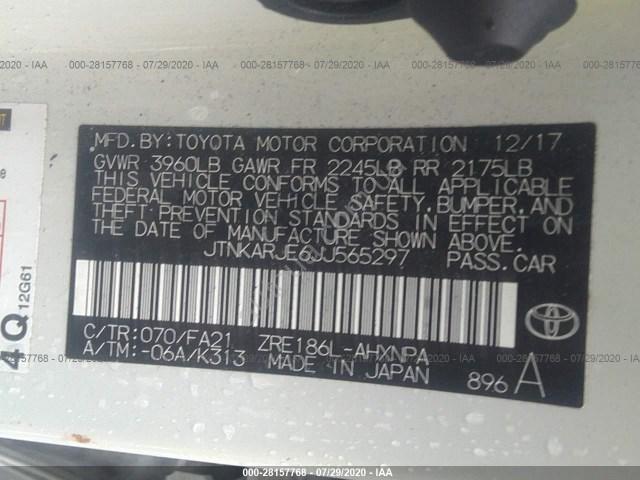 000-28157768 - 07/29/2020 - IAA
MFD.BY:TOYOTA MOTOR CORPORATION 12/17
GVWR 3960LB GAWR FR 2245LB RR 2175LB
THIS VEHICLE CONFORMS TO ALL APPLICABLE
FEDERAL MOTOR VEHICLE SAFETY, BUMPER, AND
THEFT PREVENTION STANDARDS IN EFFECT ON
THE DATE OF MANUFACTURE SHOWN ABOVE.
JTNKARJE6JJ565297 PASS.CAR
C/TR:070/FA21 ZRE186L-AHXNPA
A/TM:-06A/K313 MADE IN JAPAN 896A
TOYOTA
4Q
12G61
000-28157768 - 07/29/2020 - IAA
000-28157768 - 07/29/2020 - IAA
000-28157768 - 07/29/2020 - IAA
000-28157768 - 07/29/2020 - IAA
000-28157768 - 07/29/2020 - IAA